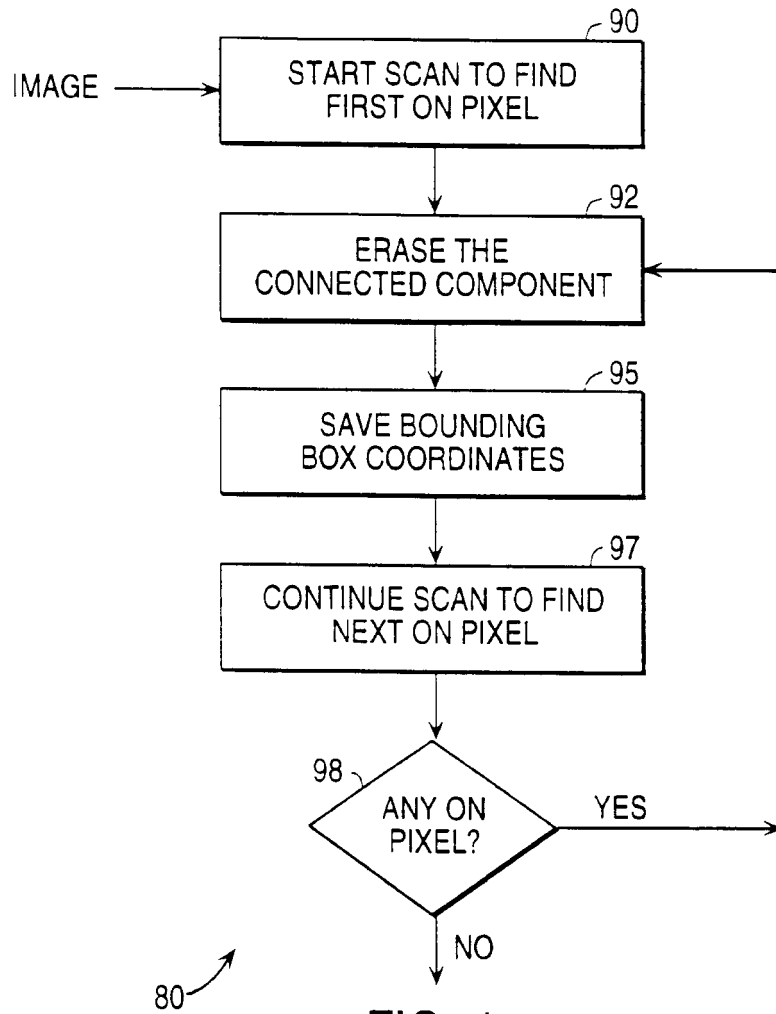 90
IMAGE
START SCAN TO FIND
FIRST ON PIXEL
92
ERASE THE
CONNECTED COMPONENT
95
SAVE BOUNDING
BOX COORDINATES
97
CONTINUE SCAN TO FIND
NEXT ON PIXEL
98
ANY ON
PIXEL?
YES
NO
80